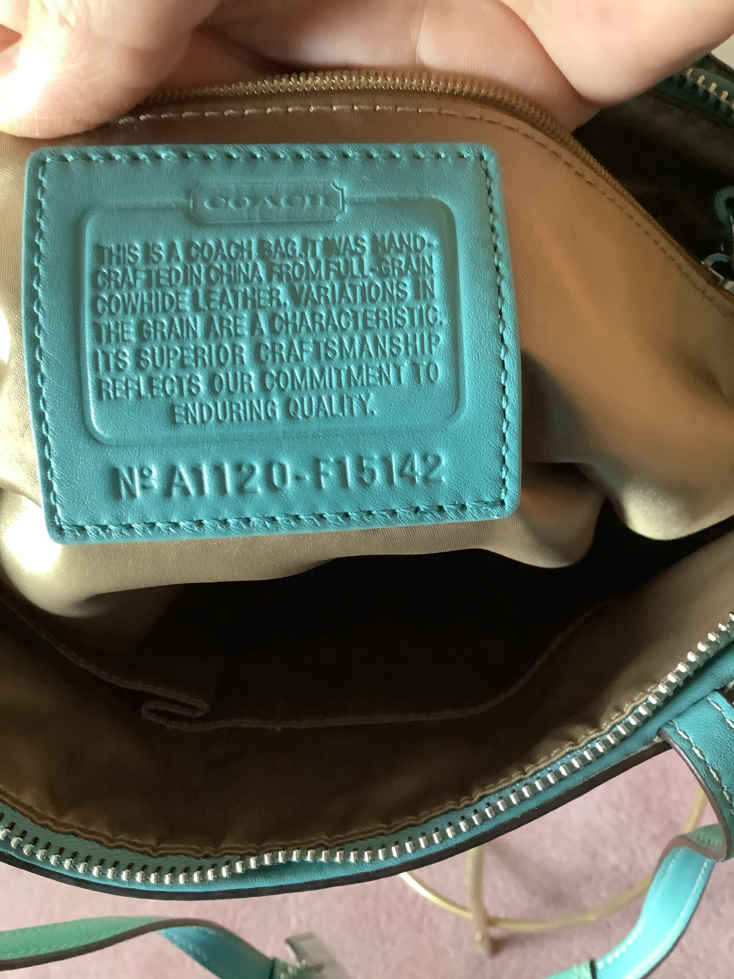 COACH
THIS IS A COACH BAG. IT WAS HAND-
CRAFTED IN CHINA FROM FULL-GRAIN
COWHIDE LEATHER. VARIATIONS IN
THE GRAIN ARE A CHARACTERISTIC.
ITS SUPERIOR CRAFTSMANSHIP
REFLECTS OUR COMMITMENT TO
ENDURING QUALITY.
Nº A1120-F15142